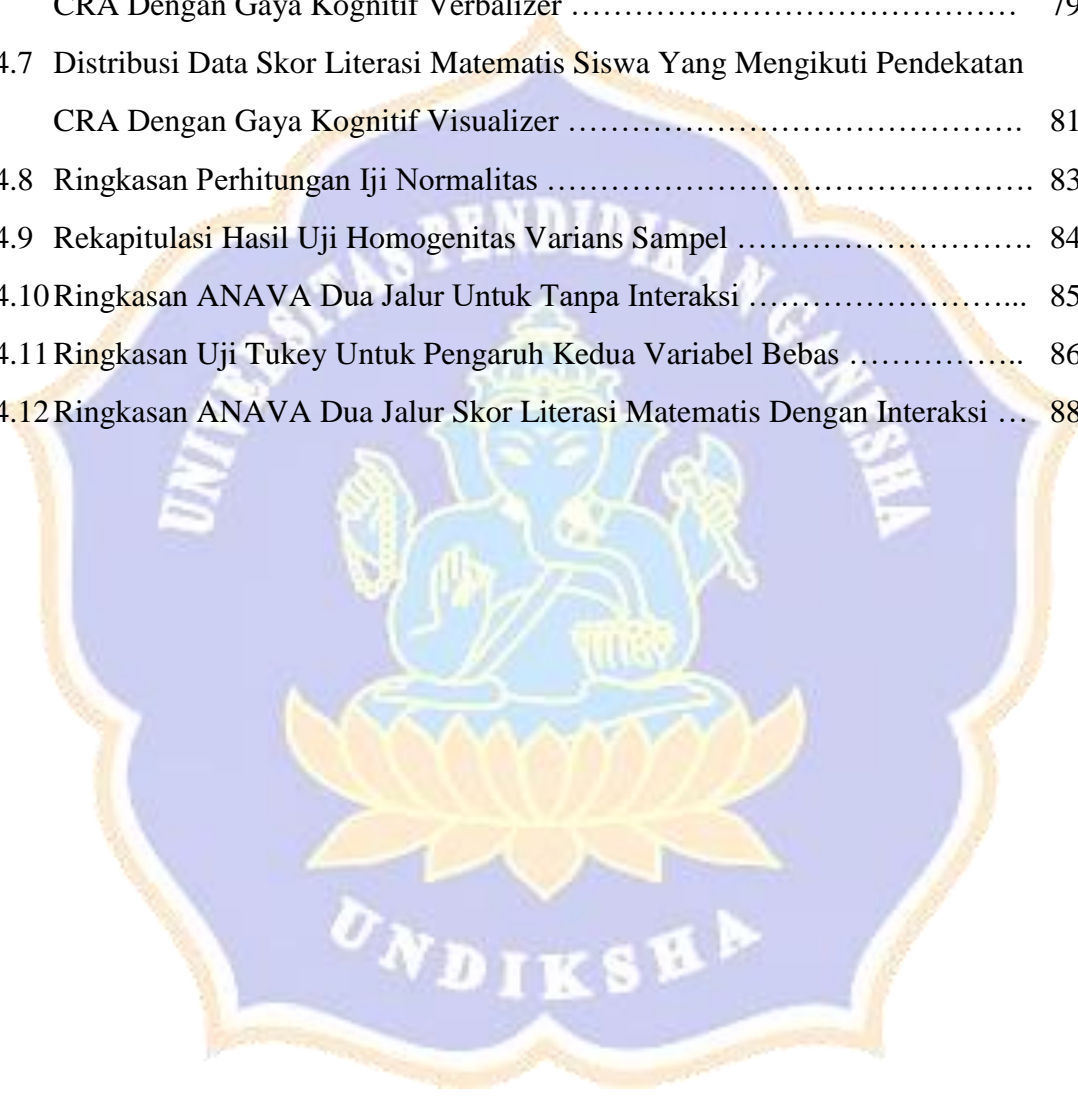 CRA Dengan Gaya Kognitif Verbalizer …………………………………… 79
4.7 Distribusi Data Skor Literasi Matematis Siswa Yang Mengikuti Pendekatan
CRA Dengan Gaya Kognitif Visualizer ……………………………………. 81
4.8 Ringkasan Perhitungan Iji Normalitas ………………………………………. 83
4.9 Rekapitulasi Hasil Uji Homogenitas Varians Sampel ………………………. 84
4.10 Ringkasan ANAVA Dua Jalur Untuk Tanpa Interaksi …………………….. 85
4.11 Ringkasan Uji Tukey Untuk Pengaruh Kedua Variabel Bebas …………….. 86
4.12 Ringkasan ANAVA Dua Jalur Skor Literasi Matematis Dengan Interaksi … 88
UNIVERSITAS PENDIDIKAN GANESHA
UNDIKSHA